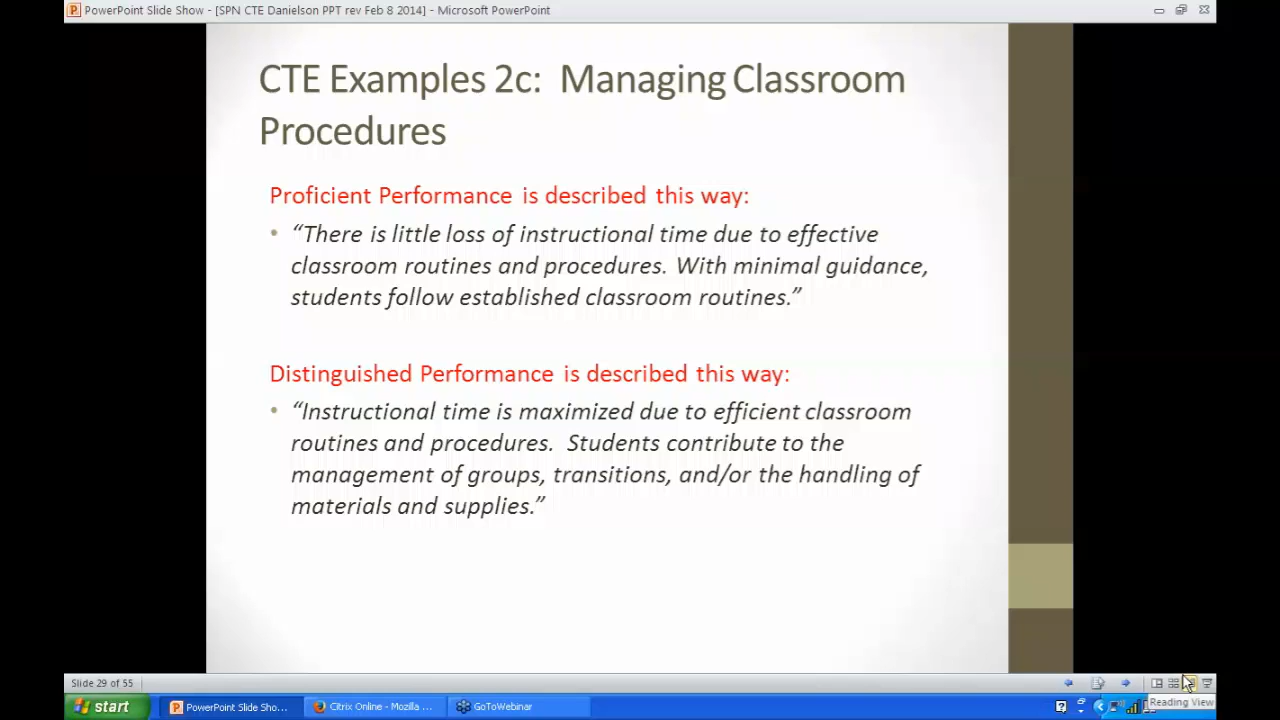 PowerPoint Slide Show - [SPN CTE Danielson PPT rev Feb 8 2014] - Microsoft PowerPoint
CTE Examples 2c: Managing Classroom
Procedures
Proficient Performance is described this way:
• “There is little loss of instructional time due to effective
classroom routines and procedures. With minimal guidance,
students follow established classroom routines.”
Distinguished Performance is described this way:
• “Instructional time is maximized due to efficient classroom
routines and procedures. Students contribute to the
management of groups, transitions, and/or the handling of
materials and supplies.”
Slide 29 of 55
start
PowerPoint Slide Sho...
Citrix Online - Mozilla ...
GoToWebinar
Reading View